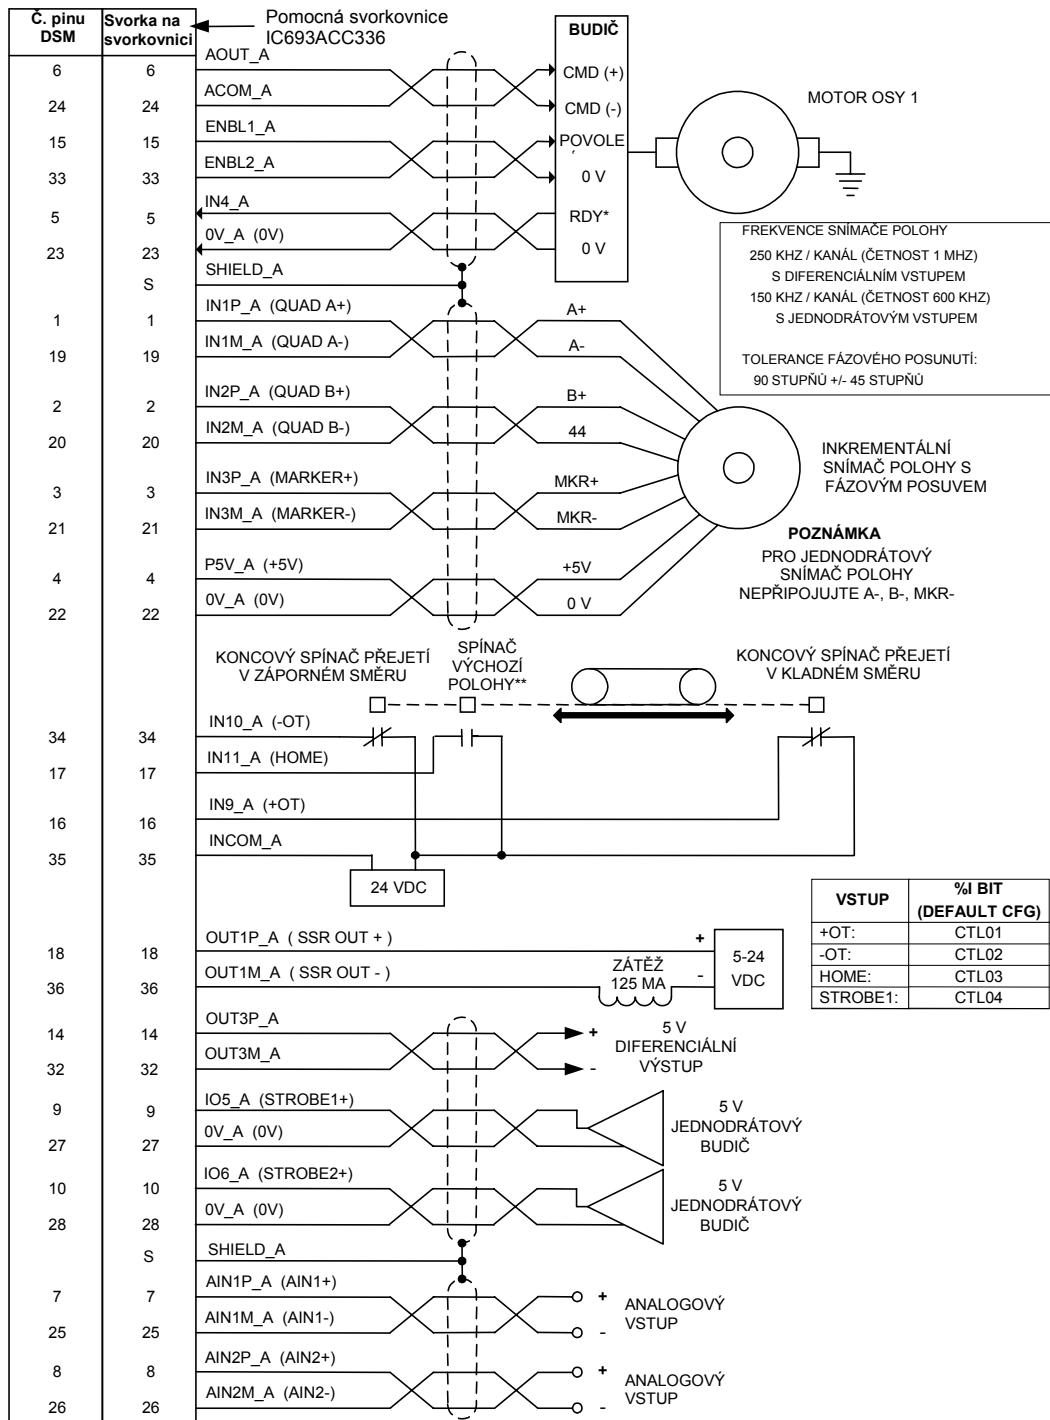 Č. pinu DSM
Svorka na svorkovnici
Pomocná svorkovnice
IC693ACC336
BUDIČ
6 6 AOUT_A CMD (+)
24 24 ACOM_A CMD (-)
MOTOR OSY 1
15 15 ENBL1_A POVOLE
33 33 ENBL2_A 0 V
5 5 IN4_A RDY*
23 23 0V_A (0V) 0 V
S SHIELD_A
FREKVENCE SNÍMAČE POLOHY
250 KHZ / KANÁL (ČETNOST 1 MHZ)
S DIFERENCIÁLNÍM VSTUPEM
150 KHZ / KANÁL (ČETNOST 600 KHZ)
S JEDNODRÁTOVÝM VSTUPEM
TOLERANCE FÁZOVÉHO POSUNUTÍ:
90 STUPŇŮ +/- 45 STUPŇŮ
1 1 IN1P_A (QUAD A+) A+
19 19 IN1M_A (QUAD A-) A-
2 2 IN2P_A (QUAD B+) B+
20 20 IN2M_A (QUAD B-) 44
3 3 IN3P_A (MARKER+) MKR+
21 21 IN3M_A (MARKER-) MKR-
4 4 P5V_A (+5V) +5V
22 22 0V_A (0V) 0 V
INKREMENTÁLNÍ
SNÍMAČ POLOHY S
FÁZOVÝM POSUVEM
POZNÁMKA
PRO JEDNODRÁTOVÝ
SNÍMAČ POLOHY
NEPŘIPOJUJTE A-, B-, MKR-
KONCOVÝ SPÍNAČ PŘEJETÍ
V ZÁPORNÉM SMĚRU
SPÍNAČ
VÝCHOZÍ
POLOHY**
KONCOVÝ SPÍNAČ PŘEJETÍ
V KLADNÉM SMĚRU
34 34 IN10_A (-OT)
17 17 IN11_A (HOME)
16 16 IN9_A (+OT)
35 35 INCOM_A
24 VDC
VSTUP %I BIT (DEFAULT CFG)
+OT: CTL01
-OT: CTL02
HOME: CTL03
STROBE1: CTL04
18 18 OUT1P_A ( SSR OUT + ) +
36 36 OUT1M_A ( SSR OUT - ) -
ZÁTĚŽ
125 MA
5-24
VDC
14 14 OUT3P_A +
32 32 OUT3M_A -
5 V
DIFERENCIÁLNÍ
VÝSTUP
9 9 IO5_A (STROBE1+)
27 27 0V_A (0V)
5 V
JEDNODRÁTOVÝ
BUDIČ
10 10 IO6_A (STROBE2+)
28 28 0V_A (0V)
5 V
JEDNODRÁTOVÝ
BUDIČ
S SHIELD_A
7 7 AIN1P_A (AIN1+) +
25 25 AIN1M_A (AIN1-) -
ANALOGOVÝ
VSTUP
8 8 AIN2P_A (AIN2+) +
26 26 AIN2M_A (AIN2-) -
ANALOGOVÝ
VSTUP